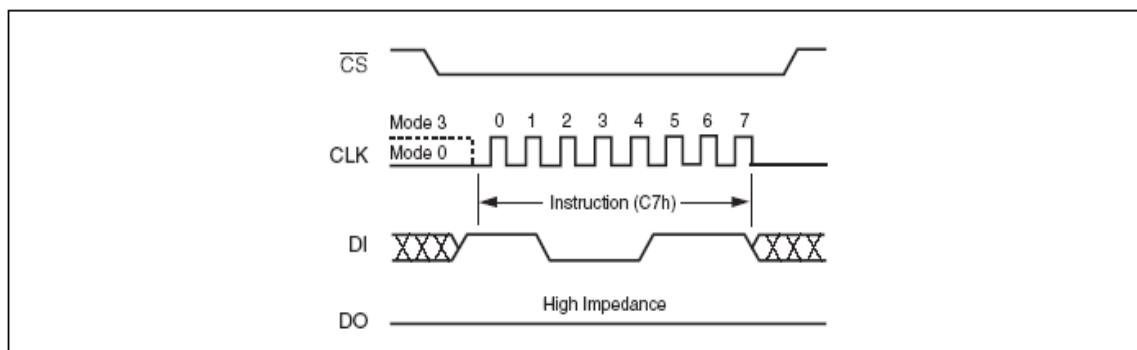 CS
Mode 3 0 1 2 3 4 5 6 7
CLK Mode 0
Instruction (C7h)
DI
High Impedance
DO